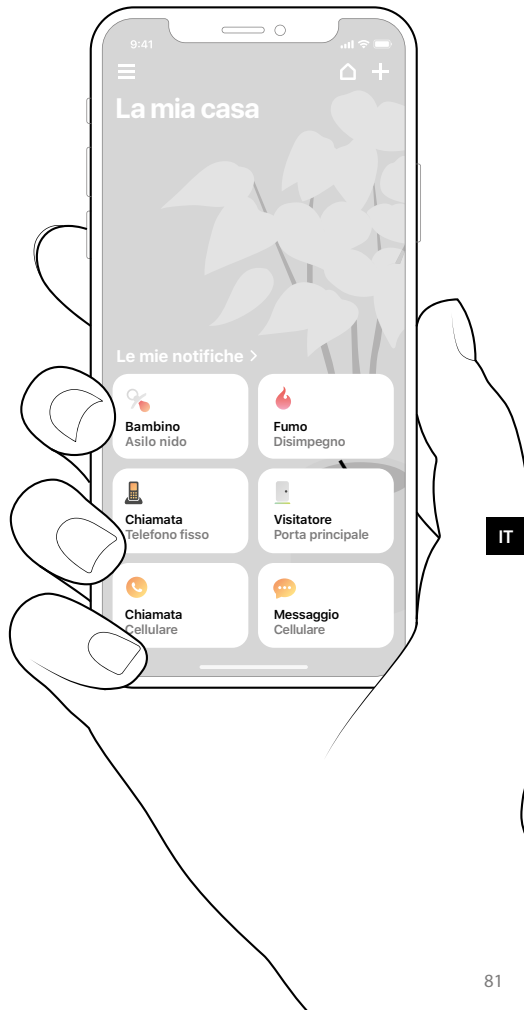 9:41
La mia casa
Le mie notifiche >
Bambino
Asilo nido
Fumo
Disimpegno
Chiamata
Telefono fisso
Visitatore
Porta principale
Chiamata
Cellulare
Messaggio
Cellulare
IT
81